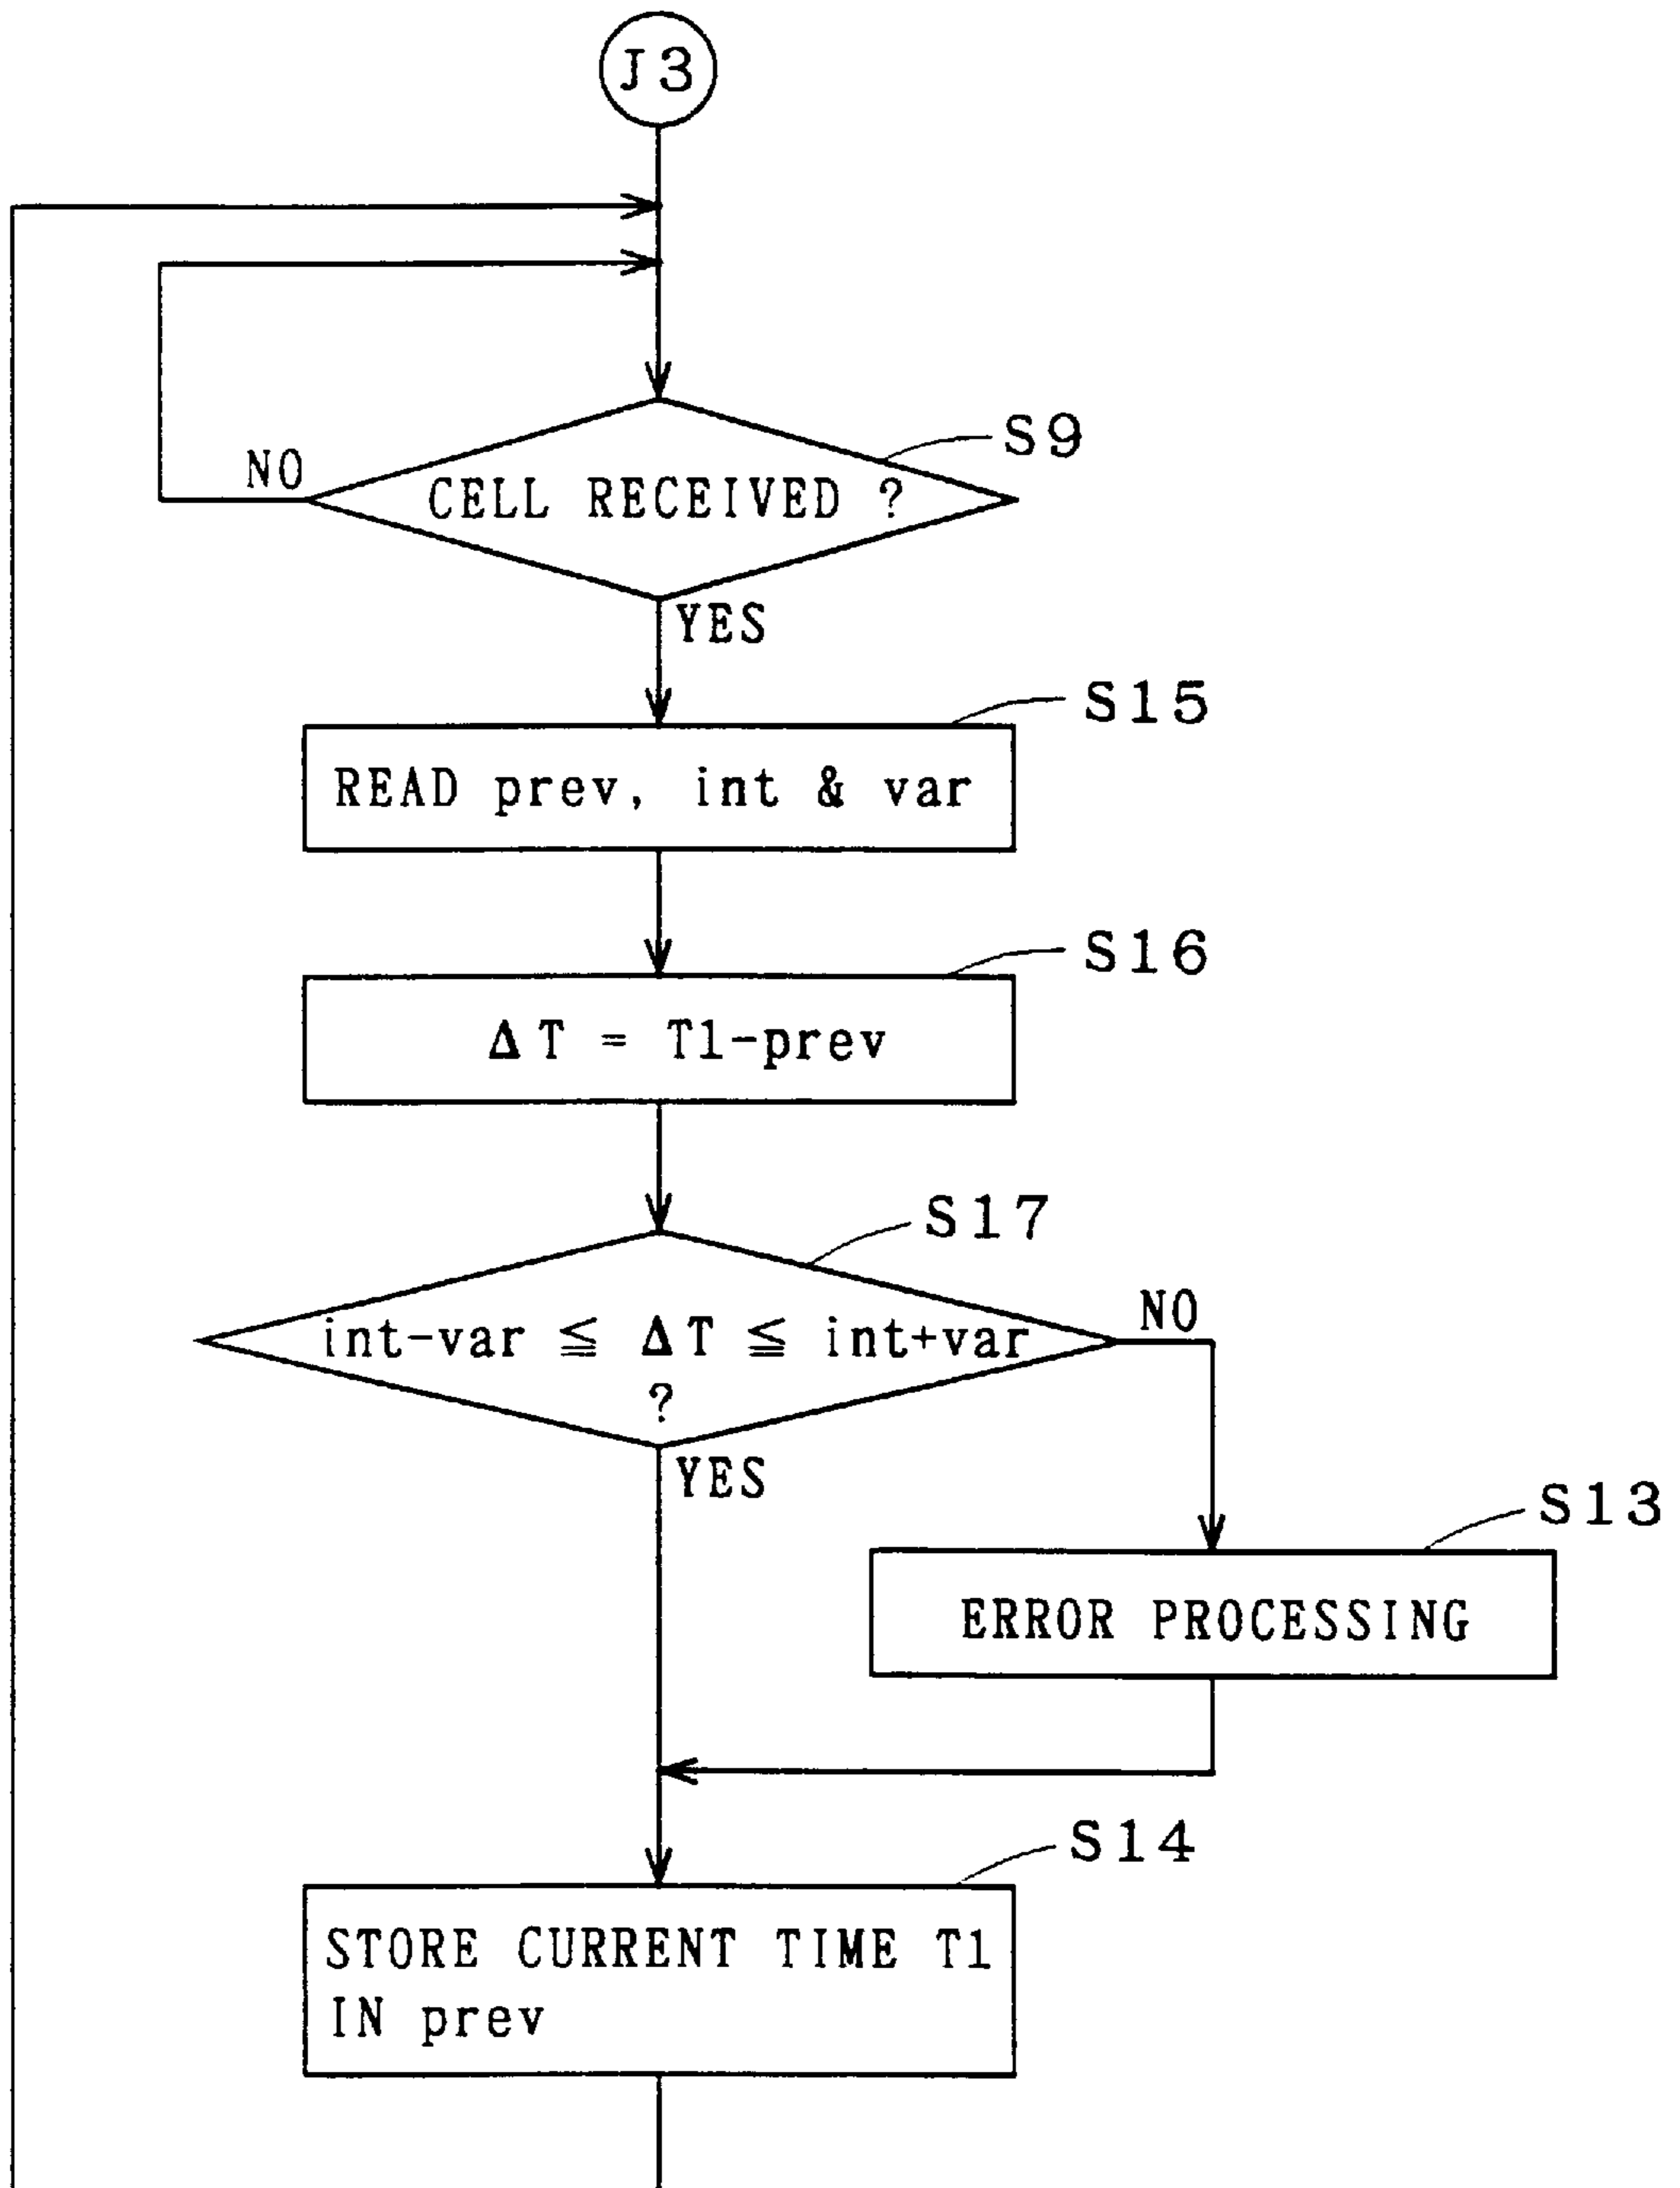 J3
S9
NO
CELL RECEIVED ?
YES
S15
READ prev, int & var
S16
ΔT = T1-prev
S17
NO
int-var ≦ ΔT ≦ int+var
?
YES
S13
ERROR PROCESSING
S14
STORE CURRENT TIME T1
IN prev